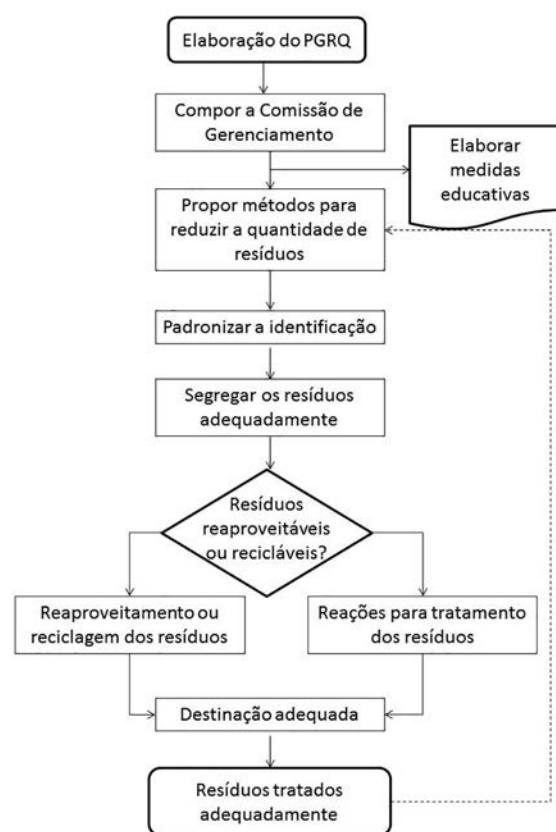 Elaboração do PGRQ
Compor a Comissão de
Gerenciamento
Elaborar
medidas
educativas
Propor métodos para
reduzir a quantidade de
resíduos
Padronizar a identificação
Segregar os resíduos
adequadamente
Resíduos
reaproveitáveis
ou recicláveis?
Reaproveitamento ou
reciclagem dos resíduos
Reações para tratamento
dos resíduos
Destinação adequada
Resíduos tratados
adequadamente